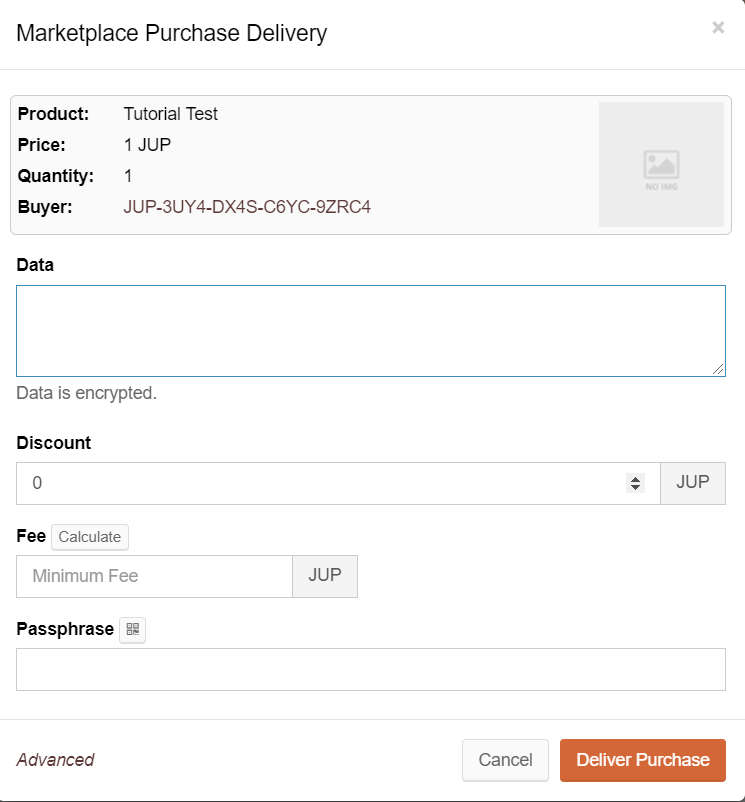 Marketplace Purchase Delivery
×
Product: Tutorial Test
Price: 1 JUP
Quantity: 1
Buyer: JUP-3UY4-DX4S-C6YC-9ZRC4
NO IMG
Data
Data is encrypted.
Discount
0 JUP
Fee Calculate
Minimum Fee JUP
Passphrase
Advanced Cancel Deliver Purchase